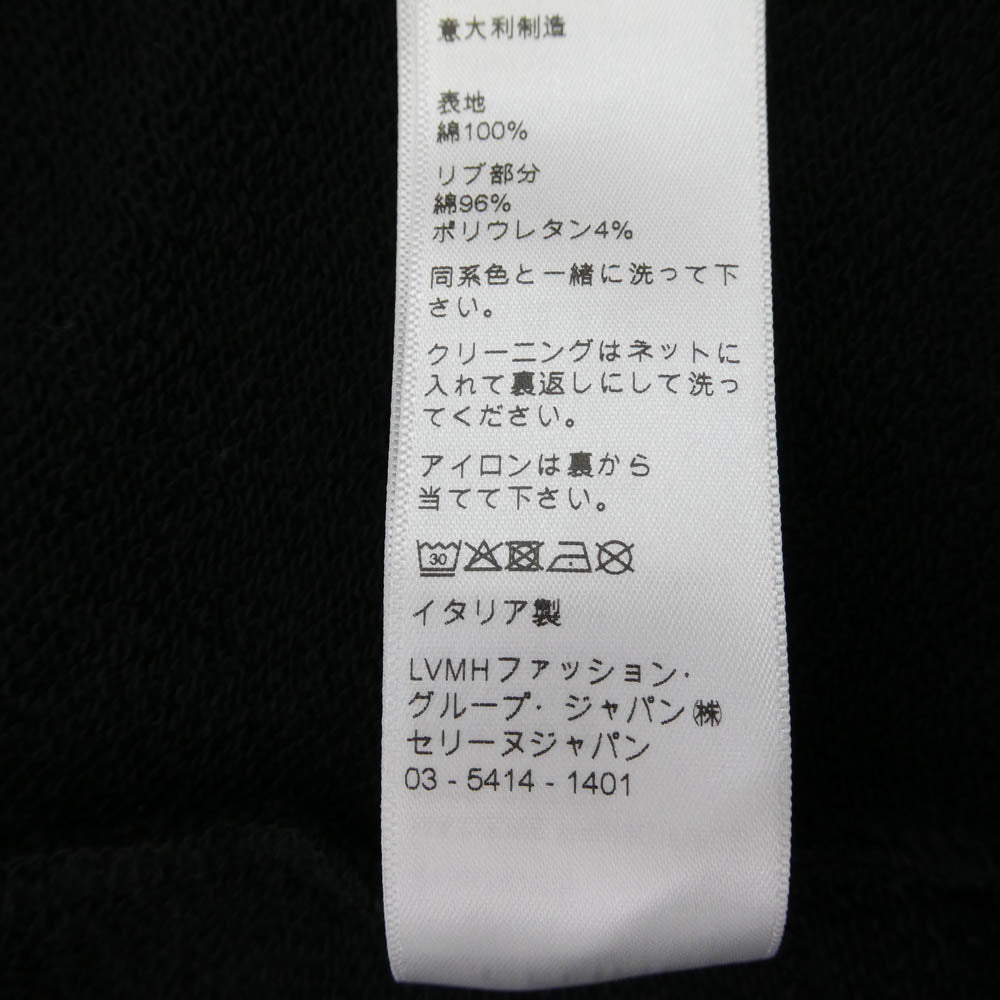 意大利制造
表地
綿100%
リブ部分
綿96%
ポリウレタン4%
同系色と一緒に洗って下
さい。
クリーニングはネットに
入れて裏返しにして洗っ
てください。
アイロンは裏から
当てて下さい。
30
イタリア製
LVMHファッション·
グループ· ジャパン㈱
セリーヌジャパン
03 - 5414 - 1401